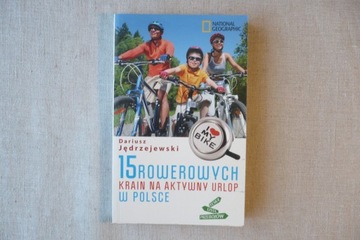 NATIONAL
GEOGRAPHIC
I
MY
BIKE
Dariusz
Jędrzejewski
15 ROWEROWYCH
KRAIN NA AKTYWNY URLOP
W POLSCE